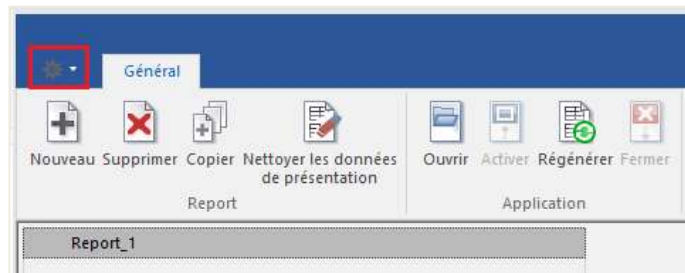 Général
Nouveau Supprimer Copier Nettoyer les données de présentation Ouvrir Activer Régénérer Fermer
Report Application
Report_1